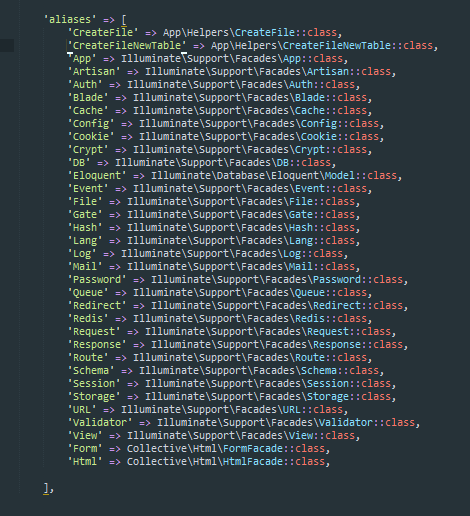 'aliases' => [
'CreateFile' => App\Helpers\CreateFile::class,
'CreateFileNewTable' => App\Helpers\CreateFileNewTable::class,
'App' => Illuminate\Support\Facades\App::class,
'Artisan' => Illuminate\Support\Facades\Artisan::class,
'Auth' => Illuminate\Support\Facades\Auth::class,
'Blade' => Illuminate\Support\Facades\Blade::class,
'Cache' => Illuminate\Support\Facades\Cache::class,
'Config' => Illuminate\Support\Facades\Config::class,
'Cookie' => Illuminate\Support\Facades\Cookie::class,
'Crypt' => Illuminate\Support\Facades\Crypt::class,
'DB' => Illuminate\Support\Facades\DB::class,
'Eloquent' => Illuminate\Database\Eloquent\Model::class,
'Event' => Illuminate\Support\Facades\Event::class,
'File' => Illuminate\Support\Facades\File::class,
'Gate' => Illuminate\Support\Facades\Gate::class,
'Hash' => Illuminate\Support\Facades\Hash::class,
'Lang' => Illuminate\Support\Facades\Lang::class,
'Log' => Illuminate\Support\Facades\Log::class,
'Mail' => Illuminate\Support\Facades\Mail::class,
'Password' => Illuminate\Support\Facades\Password::class,
'Queue' => Illuminate\Support\Facades\Queue::class,
'Redirect' => Illuminate\Support\Facades\Redirect::class,
'Redis' => Illuminate\Support\Facades\Redis::class,
'Request' => Illuminate\Support\Facades\Request::class,
'Response' => Illuminate\Support\Facades\Response::class,
'Route' => Illuminate\Support\Facades\Route::class,
'Schema' => Illuminate\Support\Facades\Schema::class,
'Session' => Illuminate\Support\Facades\Session::class,
'Storage' => Illuminate\Support\Facades\Storage::class,
'URL' => Illuminate\Support\Facades\URL::class,
'Validator' => Illuminate\Support\Facades\Validator::class,
'View' => Illuminate\Support\Facades\View::class,
'Form' => Collective\Html\FormFacade::class,
'Html' => Collective\Html\HtmlFacade::class,
],